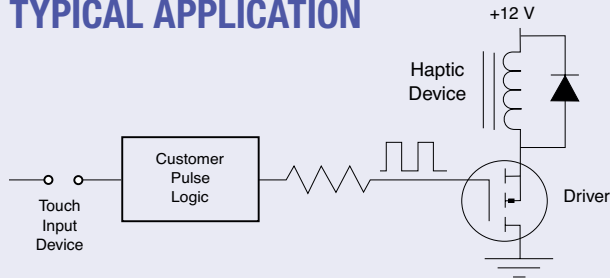 TYPICAL APPLICATION
+12 V
Haptic
Device
Customer
Pulse
Logic
Touch
Input
Device
Driver